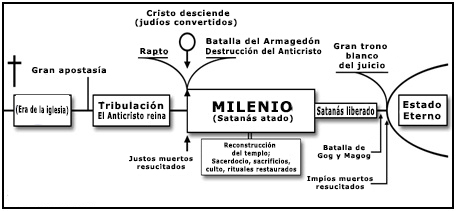 Cristo desciende
(judíos convertidos)
Rapto
Batalla del Armagedón
Destrucción del Anticristo
Gran trono
blanco
del juicio
Gran apostasía
(Era de la iglesia)
Tribulación
El Anticristo reina
MILENIO
(Satanás atado)
Satanás liberado
Estado
Eterno
Justos muertos
resucitados
Reconstrucción
del templo;
Sacerdocio, sacrificios,
culto, rituales restaurados
Batalla de
Gog y Magog
Impíos muertos
resucitados